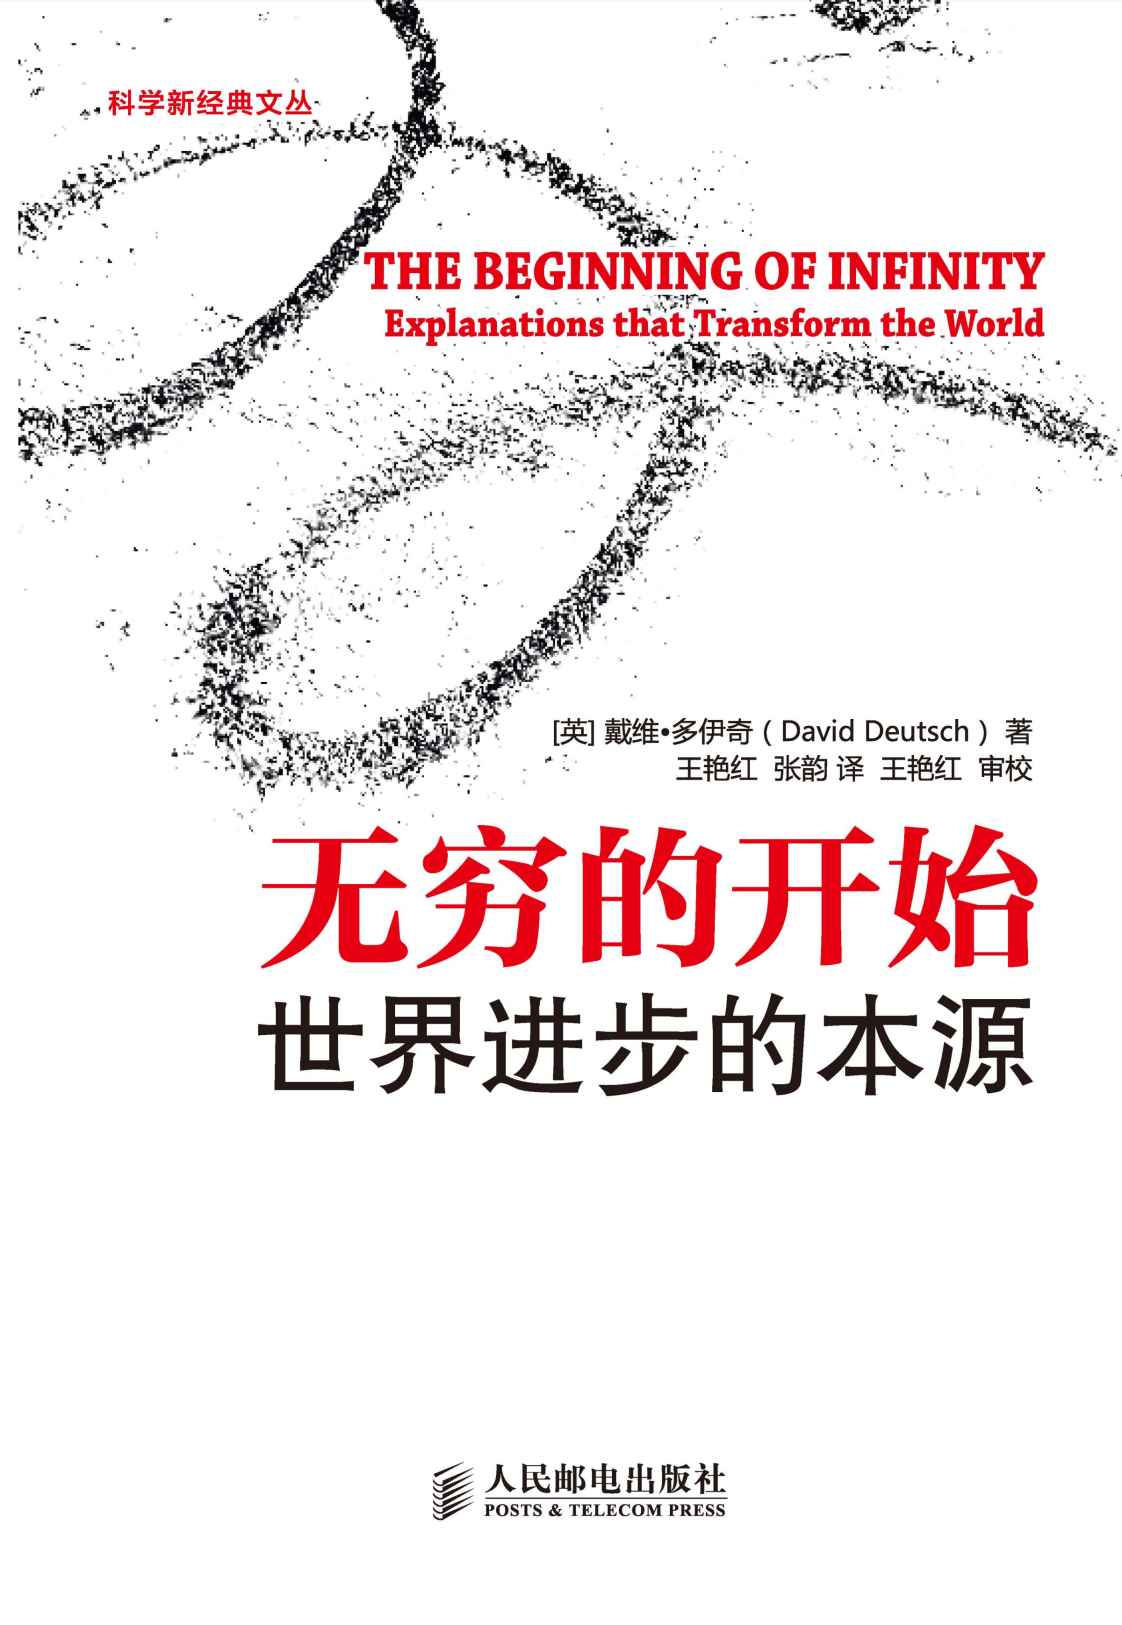 科学新经典文丛
THE BEGINNING OF INFINITY
Explanations that Transform the World
[英] 戴维•多伊奇（David Deutsch） 著
王艳红 张韵 译 王艳红 审校
无穷的开始
世界进步的本源
人民邮电出版社
POSTS & TELECOM PRESS